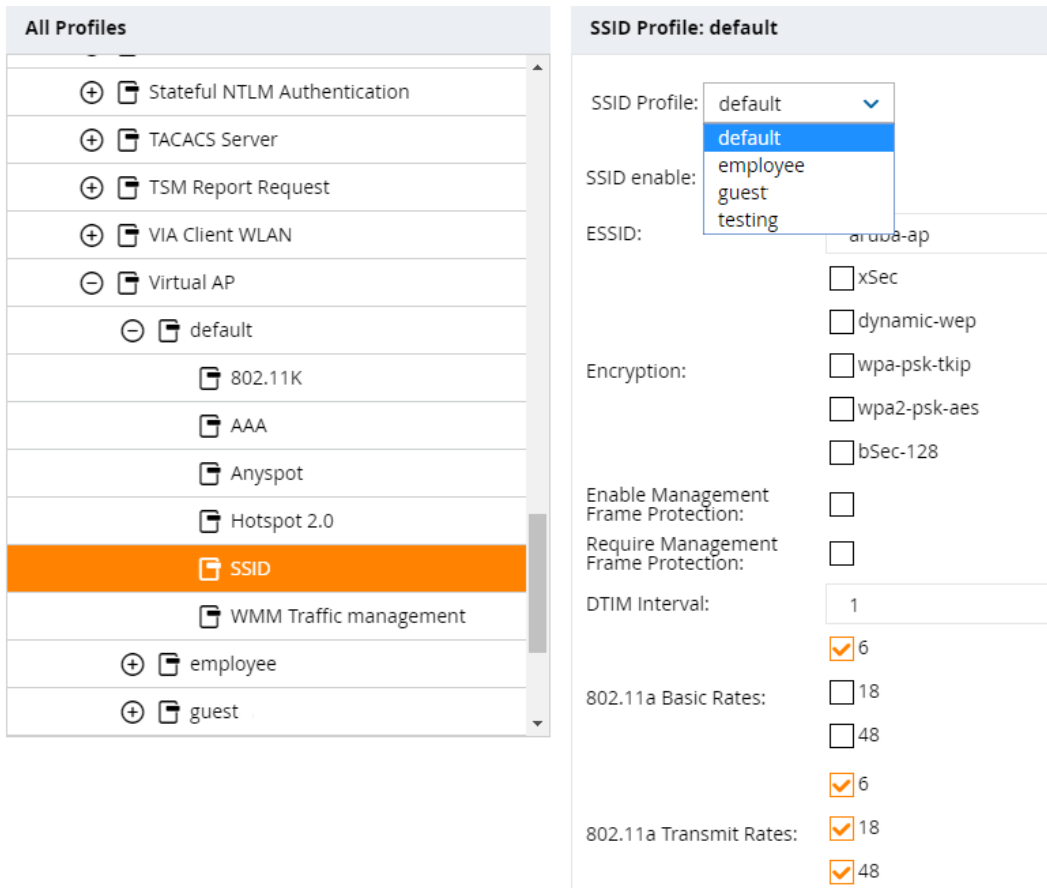 All Profiles
Stateful NTLM Authentication
TACACS Server
TSM Report Request
VIA Client WLAN
Virtual AP
default
802.11K
AAA
Anyspot
Hotspot 2.0
SSID
WMM Traffic management
employee
guest
SSID Profile: default
SSID Profile: default
default
employee
guest
testing
SSID enable:
ESSID: aruba-ap
Encryption:
xSec
dynamic-wep
wpa-psk-tkip
wpa2-psk-aes
bSec-128
Enable Management
Frame Protection:
Require Management
Frame Protection:
DTIM Interval: 1
802.11a Basic Rates:
6
18
48
802.11a Transmit Rates:
6
18
48